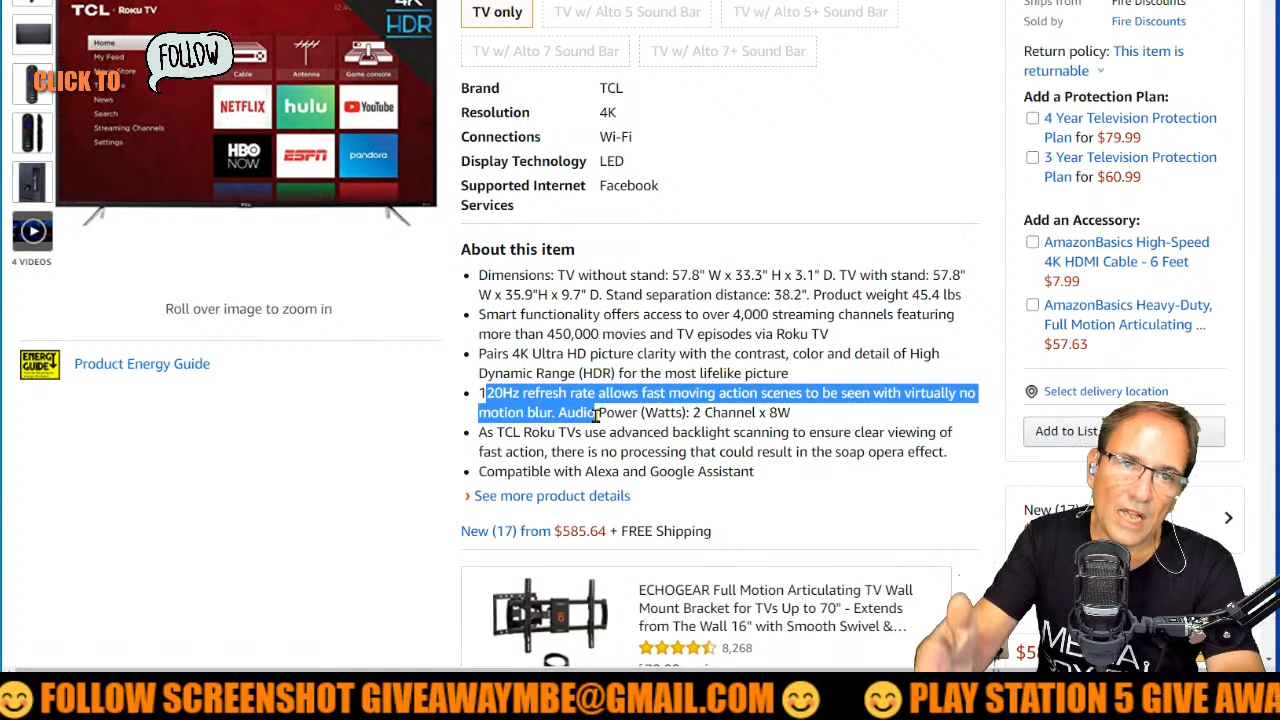 TCL • Roku TV
4K
HDR
Home
My Feed
News
Search
Streaming Channels
Settings
Cable
Antenna
Game console
NETFLIX
hulu
YouTube
HBO
NOW
ESPN
pandora
TCL
CLICK TO
FOLLOW
4 VIDEOS
Roll over image to zoom in
ENERGY
GUIDE
Product Energy Guide
TV only
TV w/ Alto 5 Sound Bar
TV w/ Alto 5+ Sound Bar
TV w/ Alto 7 Sound Bar
TV w/ Alto 7+ Sound Bar
Brand TCL
Resolution 4K
Connections Wi-Fi
Display Technology LED
Supported Internet Facebook
Services
About this item
• Dimensions: TV without stand: 57.8" W x 33.3" H x 3.1" D. TV with stand: 57.8"
W x 35.9"H x 9.7" D. Stand separation distance: 38.2". Product weight 45.4 lbs
• Smart functionality offers access to over 4,000 streaming channels featuring
more than 450,000 movies and TV episodes via Roku TV
• Pairs 4K Ultra HD picture clarity with the contrast, color and detail of High
Dynamic Range (HDR) for the most lifelike picture
• 120Hz refresh rate allows fast moving action scenes to be seen with virtually no
motion blur. Audio Power (Watts): 2 Channel x 8W
• As TCL Roku TVs use advanced backlight scanning to ensure clear viewing of
fast action, there is no processing that could result in the soap opera effect.
• Compatible with Alexa and Google Assistant
› See more product details
New (17) from $585.64 + FREE Shipping
ECHOGEAR Full Motion Articulating TV Wall
Mount Bracket for TVs Up to 70" - Extends
from The Wall 16" with Smooth Swivel &...
8,268
Ships from Fire Discounts
Sold by Fire Discounts
Return policy: This item is
returnable
Add a Protection Plan:
4 Year Television Protection
Plan for $79.99
3 Year Television Protection
Plan for $60.99
Add an Accessory:
AmazonBasics High-Speed
4K HDMI Cable - 6 Feet
$7.99
AmazonBasics Heavy-Duty,
Full Motion Articulating ...
$57.63
Select delivery location
Add to List
New (17)
FOLLOW SCREENSHOT GIVEAWAYMBE@GMAIL.COM
PLAY STATION 5 GIVE AWA